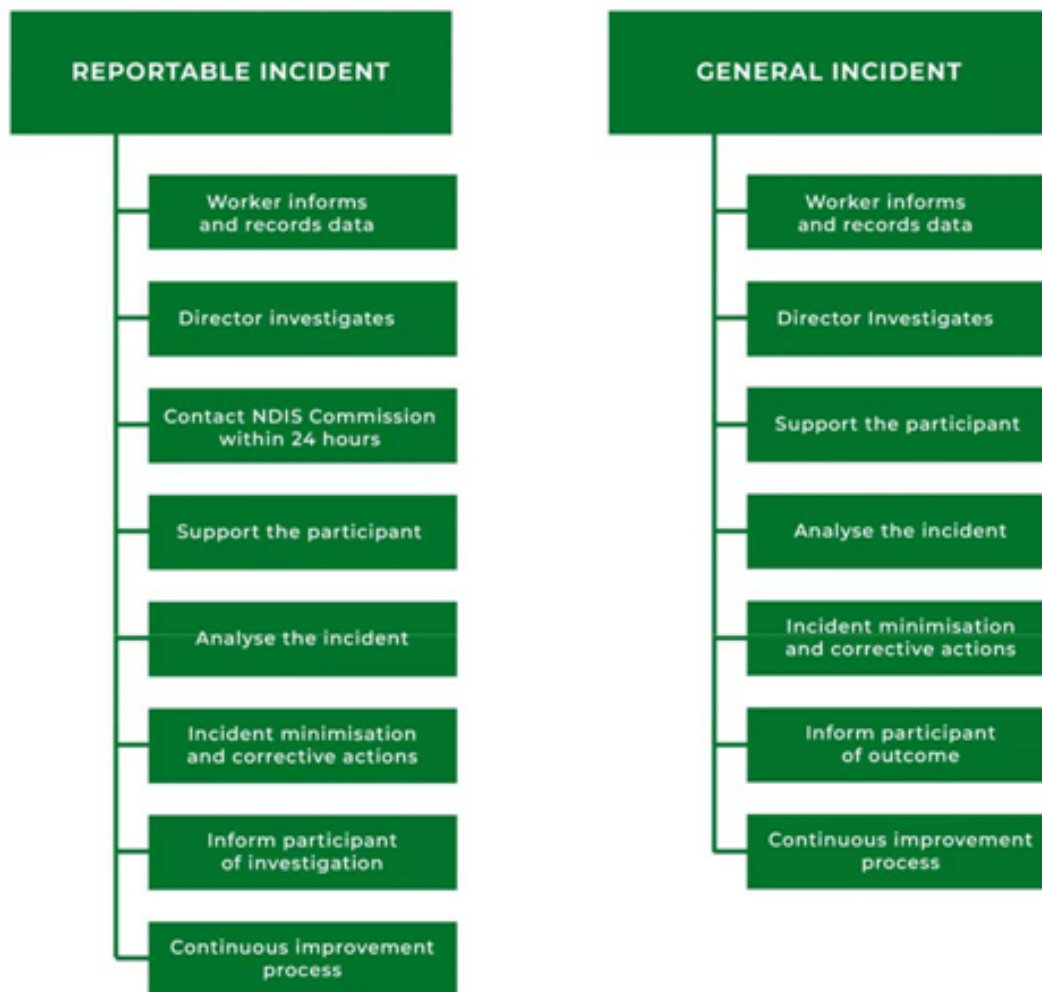 REPORTABLE INCIDENT
Worker informs
and records data
Director investigates
Contact NDIS Commission
within 24 hours
Support the participant
Analyse the incident
Incident minimisation
and corrective actions
Inform participant
of investigation
Continuous improvement
process
GENERAL INCIDENT
Worker informs
and records data
Director Investigates
Support the participant
Analyse the incident
Incident minimisation
and corrective actions
Inform participant
of outcome
Continuous improvement
process